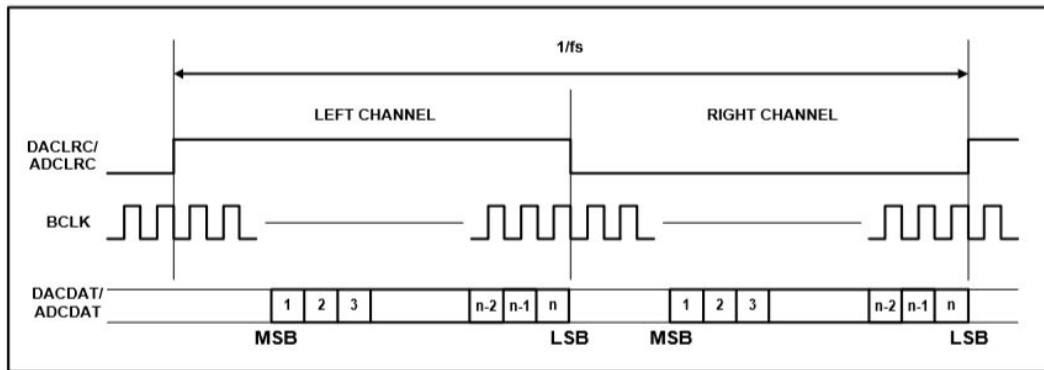 1/fs
LEFT CHANNEL RIGHT CHANNEL
DACLRC/
ADCLRC
BCLK
DACDAT/
ADCDAT
1 2 3 n-2 n-1 n 1 2 3 n-2 n-1 n
MSB LSB MSB LSB